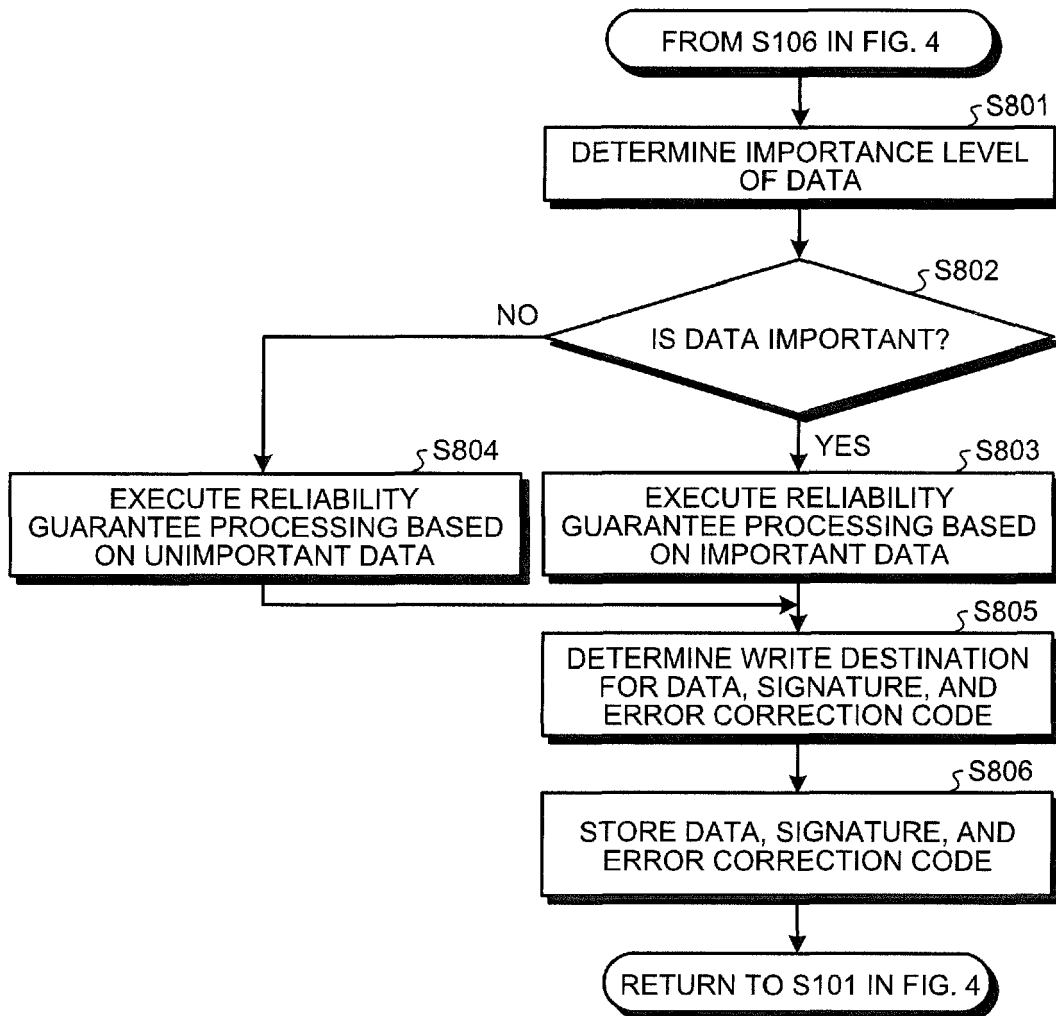 FROM S106 IN FIG. 4
S801
DETERMINE IMPORTANCE LEVEL
OF DATA
S802
NO
IS DATA IMPORTANT?
YES
S804
EXECUTE RELIABILITY
GUARANTEE PROCESSING BASED
ON UNIMPORTANT DATA
S803
EXECUTE RELIABILITY
GUARANTEE PROCESSING BASED
ON IMPORTANT DATA
S805
DETERMINE WRITE DESTINATION
FOR DATA, SIGNATURE, AND
ERROR CORRECTION CODE
S806
STORE DATA, SIGNATURE, AND
ERROR CORRECTION CODE
RETURN TO S101 IN FIG. 4